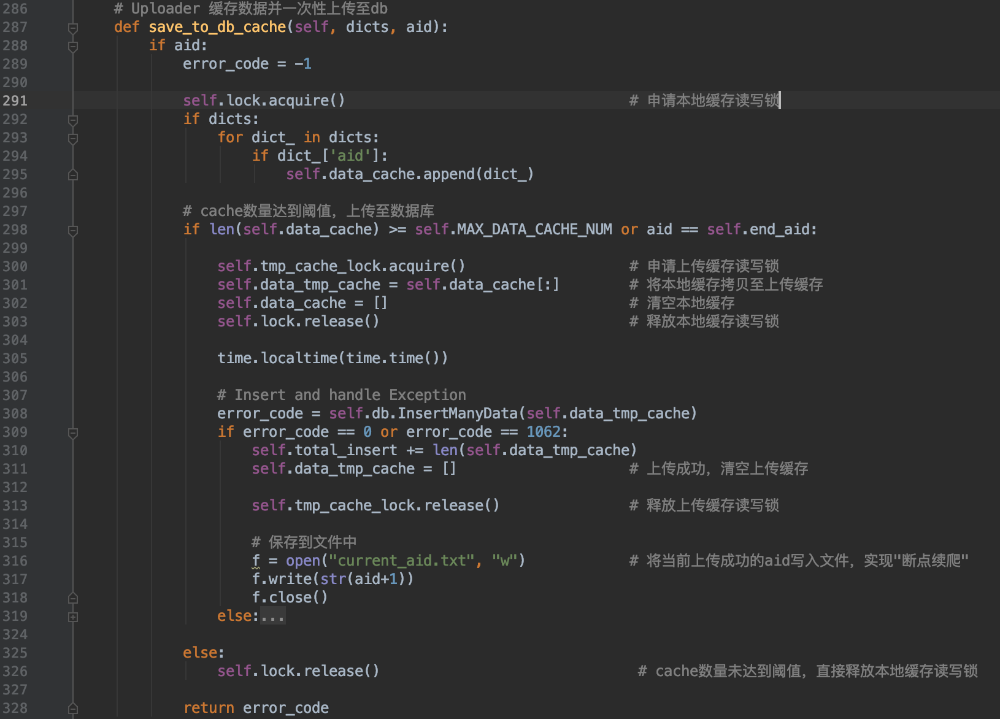 286 # Uploader 缓存数据并一次性上传至db
287 def save_to_db_cache(self, dicts, aid):
288 if aid:
289 error_code = -1
290
291 self.lock.acquire() # 申请本地缓存读写锁
292 if dicts:
293 for dict_ in dicts:
294 if dict_['aid']:
295 self.data_cache.append(dict_)
296
297 # cache数量达到阈值，上传至数据库
298 if len(self.data_cache) >= self.MAX_DATA_CACHE_NUM or aid == self.end_aid:
299
300 self.tmp_cache_lock.acquire() # 申请上传缓存读写锁
301 self.data_tmp_cache = self.data_cache[:] # 将本地缓存拷贝至上传缓存
302 self.data_cache = [] # 清空本地缓存
303 self.lock.release() # 释放本地缓存读写锁
304
305 time.localtime(time.time())
306
307 # Insert and handle Exception
308 error_code = self.db.InsertManyData(self.data_tmp_cache)
309 if error_code == 0 or error_code == 1062:
310 self.total_insert += len(self.data_tmp_cache)
311 self.data_tmp_cache = [] # 上传成功，清空上传缓存
312
313 self.tmp_cache_lock.release() # 释放上传缓存读写锁
314
315 # 保存到文件中
316 f = open("current_aid.txt", "w") # 将当前上传成功的aid写入文件，实现"断点续爬"
317 f.write(str(aid+1))
318 f.close()
319 else:...
324
325 else:
326 self.lock.release() # cache数量未达到阈值，直接释放本地缓存读写锁
327
328 return error_code